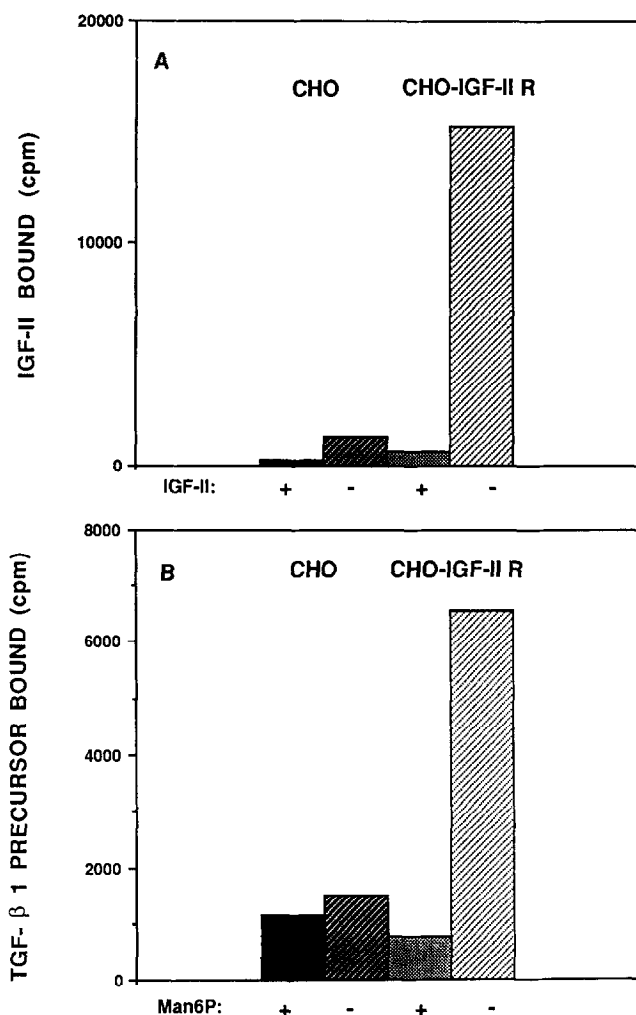 20000
A
CHO CHO-IGF-II R
IGF-II BOUND (cpm)
10000
0
IGF-II: + - + -
8000
B
CHO CHO-IGF-II R
TGF-β 1 PRECURSOR BOUND (cpm)
6000
4000
2000
0
Man6P: + - + -